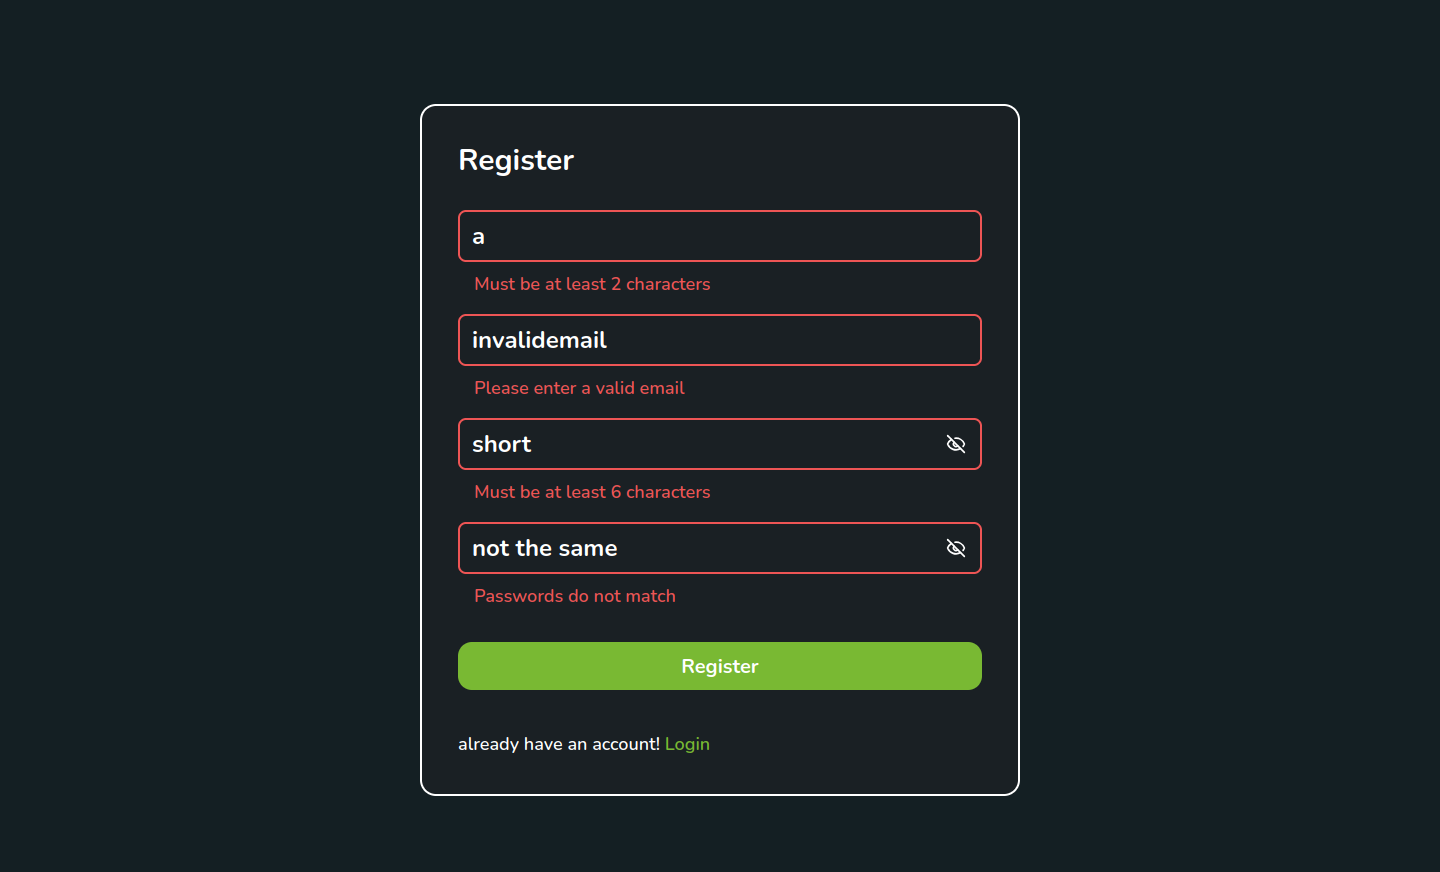 Register
a
Must be at least 2 characters
invalidemail
Please enter a valid email
short
Must be at least 6 characters
not the same
Passwords do not match
Register
already have an account! Login